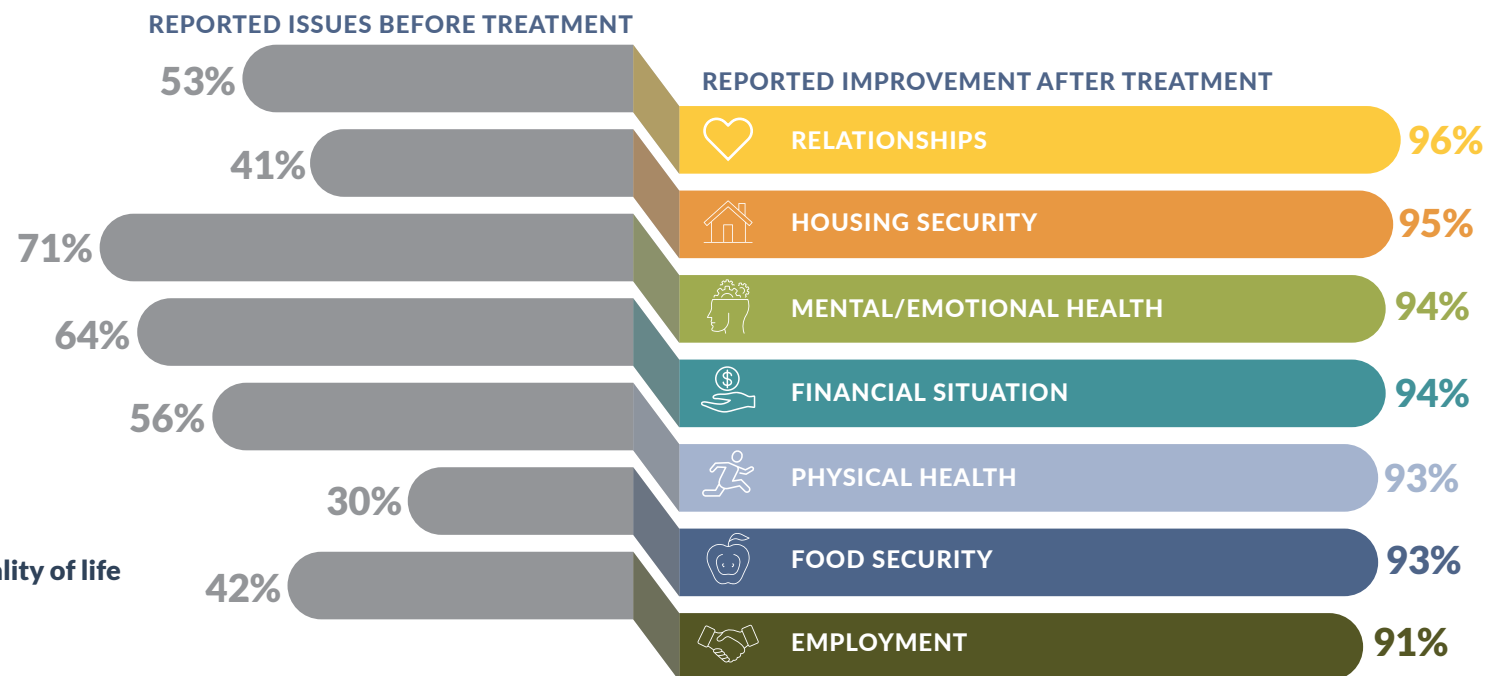 REPORTED ISSUES BEFORE TREATMENT
53%
41%
71%
64%
56%
30%
42%
of life
REPORTED IMPROVEMENT AFTER TREATMENT
RELATIONSHIPS 96%
HOUSING SECURITY 95%
MENTAL/EMOTIONAL HEALTH 94%
$
FINANCIAL SITUATION 94%
PHYSICAL HEALTH 93%
FOOD SECURITY 93%
EMPLOYMENT 91%